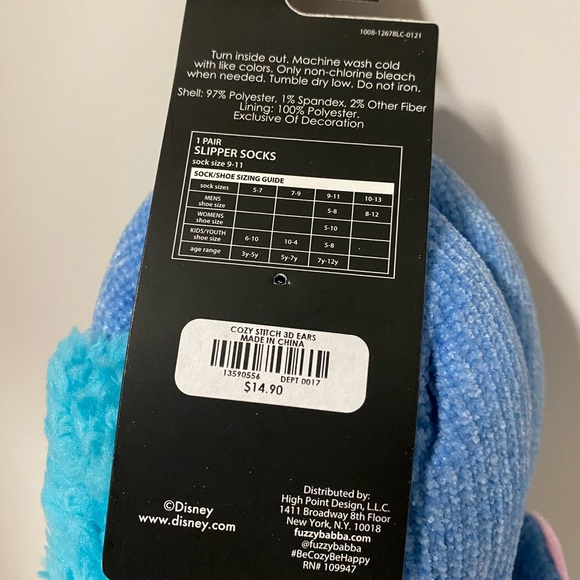 1008-12678LC-0121
Turn inside out. Machine wash cold
with like colors. Only non-chlorine bleach
when needed. Tumble dry low. Do not iron.
Shell: 97% Polyester, 1% Spandex, 2% Other Fiber
Lining: 100% Polyester.
Exclusive Of Decoration
1 PAIR
SLIPPER SOCKS
sock size 9-11
SOCK/SHOE SIZING GUIDE
sock sizes 5-7 7-9 9-11 10-13
MENS
shoe size 5-8 8-12
WOMENS
shoe size 5-10
KIDS/YOUTH
shoe size 6-10 10-4 5-8
age range 3y-5y 5y-7y 7y-12y
COZY STITCH 3D EARS
MADE IN CHINA
13590556 DEPT 0017
$14.90
©Disney
www.disney.com
Distributed by:
High Point Design, L.L.C.
1411 Broadway 8th Floor
New York, N.Y. 10018
fuzzybabba.com
@fuzzybabba
#BeCozyBeHappy
RN# 109947